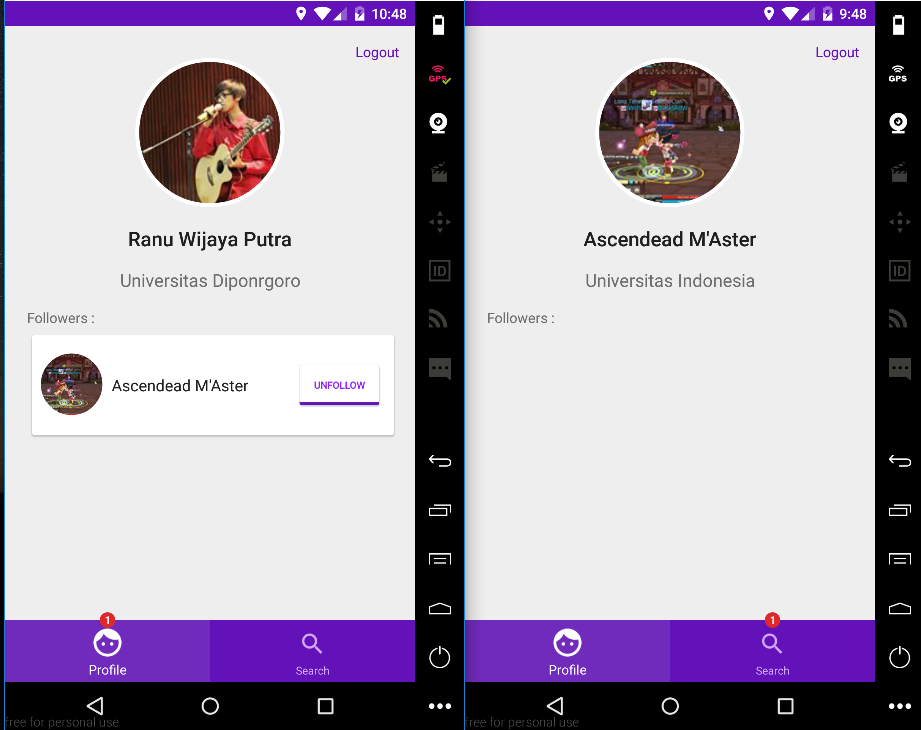 10:48
Logout
GPS
Ranu Wijaya Putra
Universitas Diponrgoro
Followers :
Ascendead M'Aster
UNFOLLOW
ID
1
Profile
Search
free for personal use
9:48
Logout
GPS
Ascendead M'Aster
Universitas Indonesia
Followers :
ID
1
Profile
Search
free for personal use